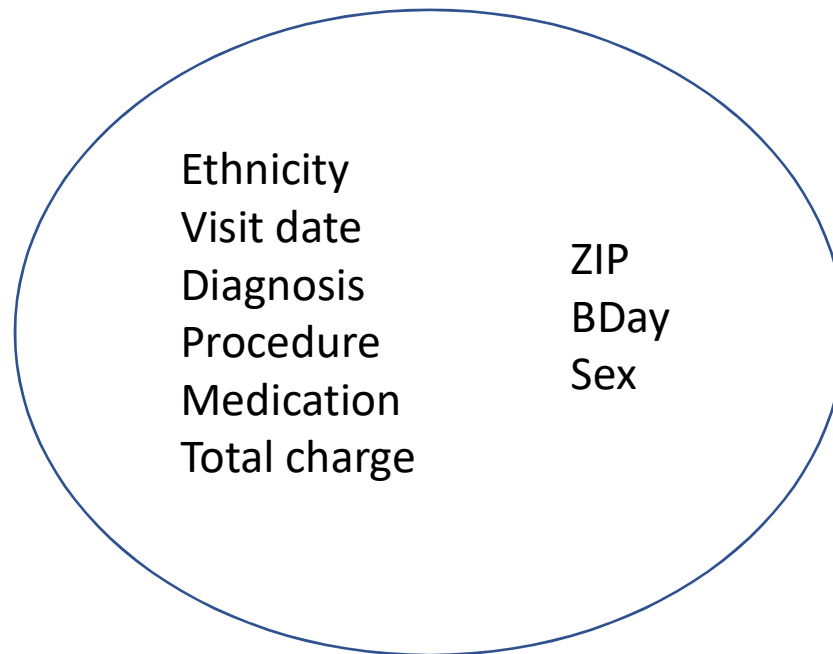 Ethnicity
Visit date
Diagnosis
Procedure
Medication
Total charge
ZIP
BDay
Sex